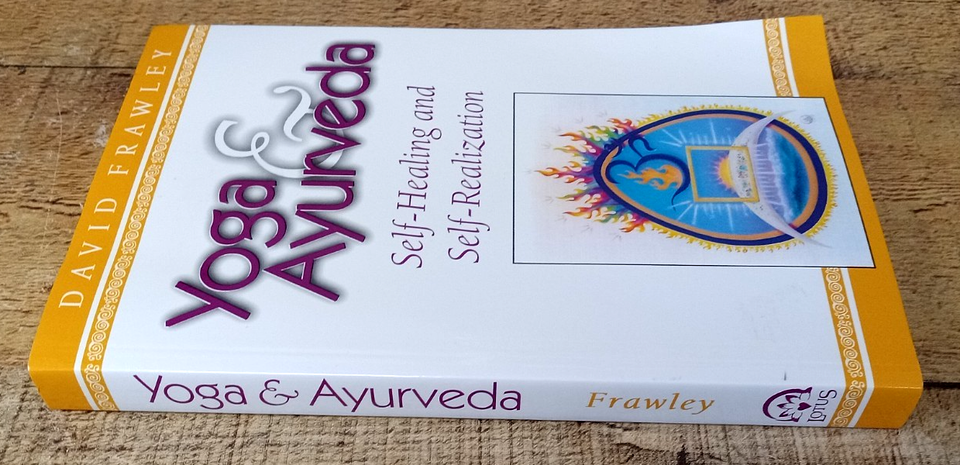 DAVID FRAWLEY
Yoga
&
Ayurveda
Self-Healing and
Self-Realization
Yoga & Ayurveda
Frawley
LOTUS